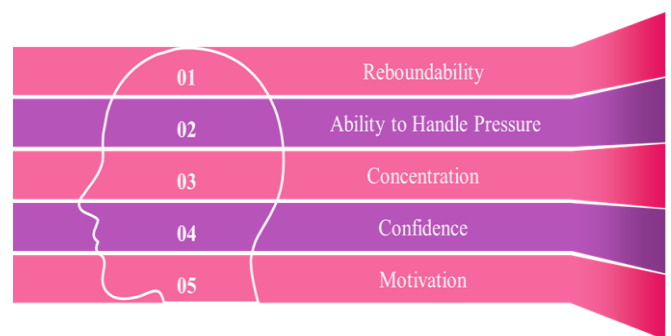 01 Reboundability
02 Ability to Handle Pressure
03 Concentration
04 Confidence
05 Motivation